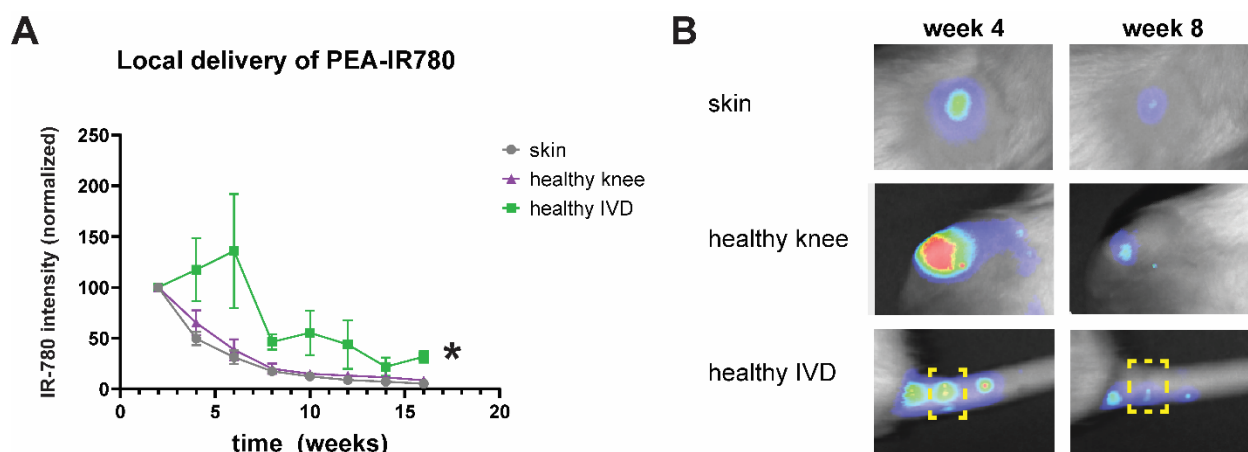 A
Local delivery of PEA-IR780
IR-780 intensity (normalized)
250
200
150
100
50
0
0 5 10 15 20
time (weeks)
skin
healthy knee
healthy IVD
*
B
week 4 week 8
skin
healthy knee
healthy IVD